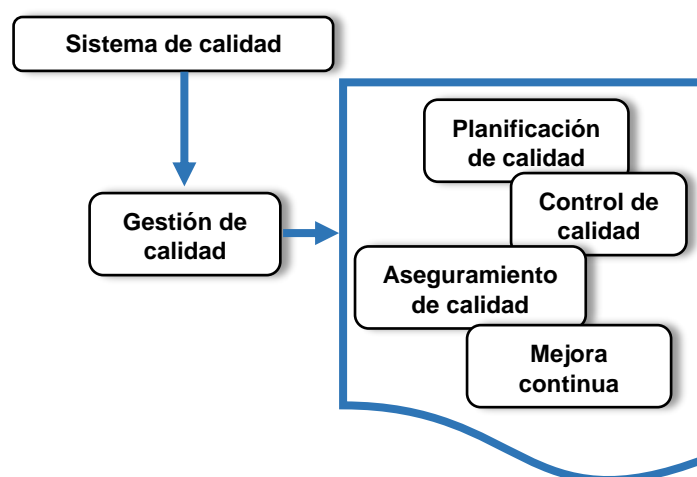 Sistema de calidad
Planificación
de calidad
Control de
calidad
Gestión de
calidad
Aseguramiento
de calidad
Mejora
continua